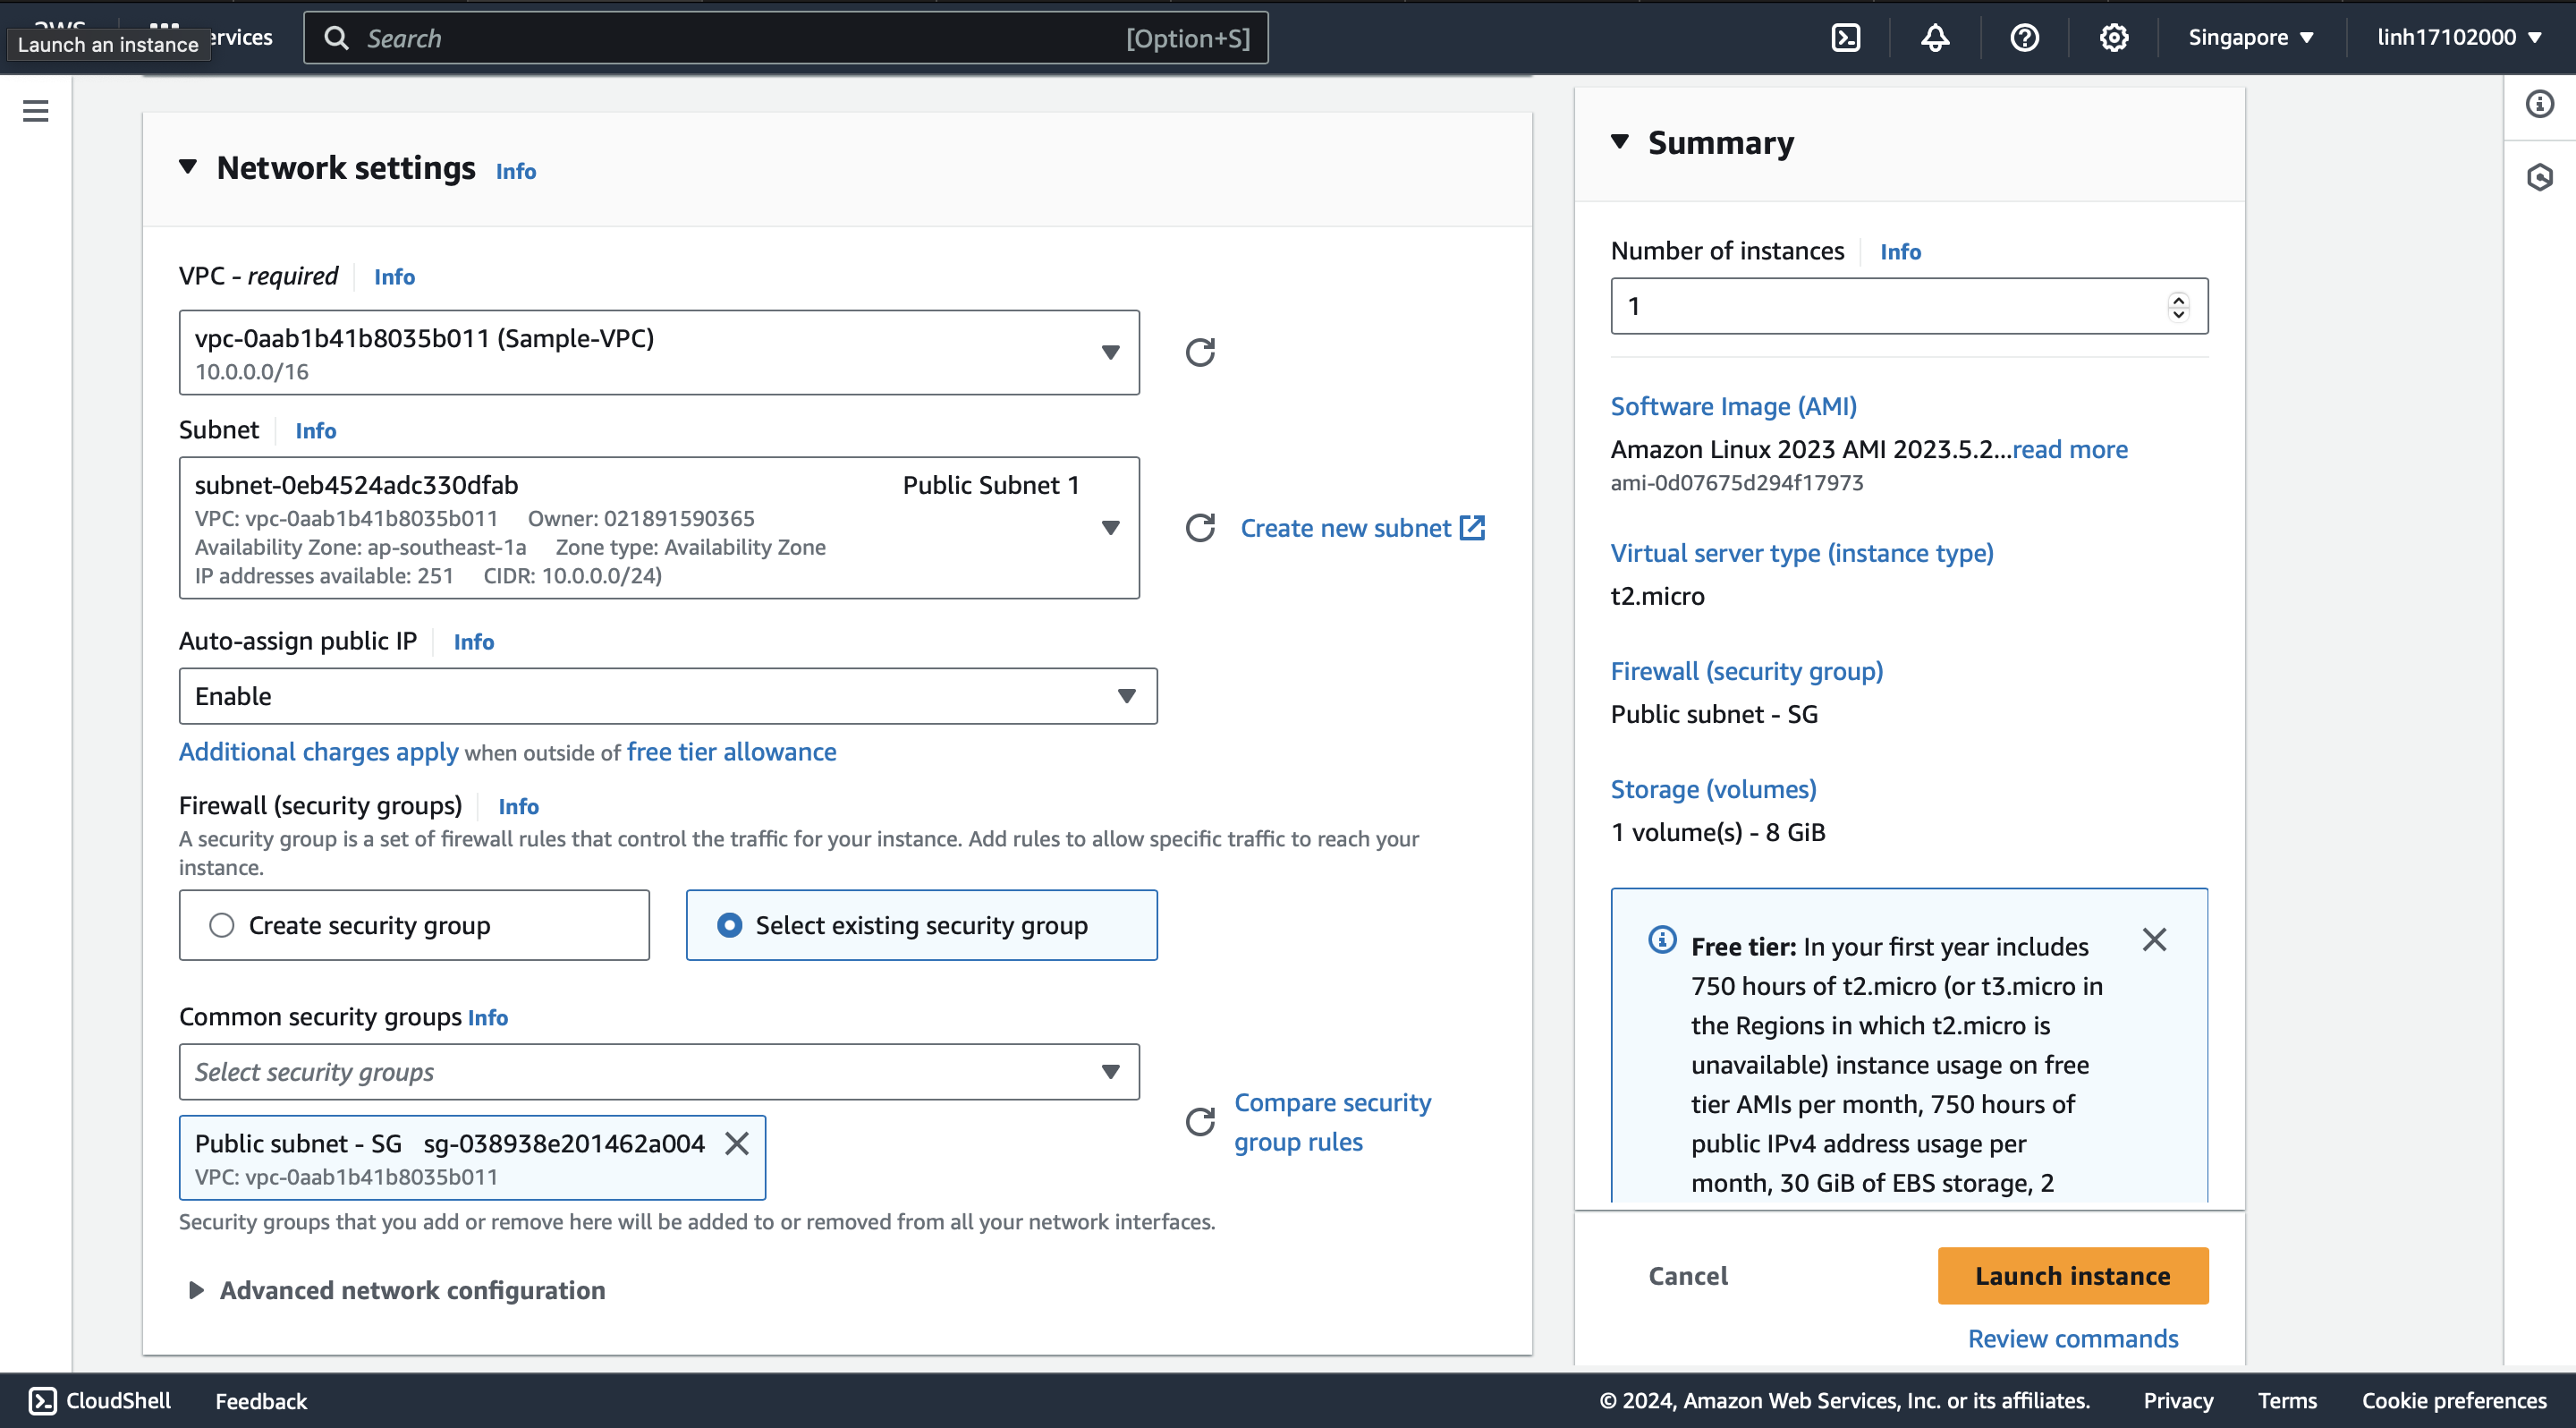 Launch an instance
ervices
Search
[Option+S]
Singapore
linh17102000
Network settings Info
VPC - required Info
vpc-0aab1b41b8035b011 (Sample-VPC)
10.0.0.0/16
Subnet Info
subnet-0eb4524adc330dfab Public Subnet 1
VPC: vpc-0aab1b41b8035b011 Owner: 021891590365
Availability Zone: ap-southeast-1a Zone type: Availability Zone
IP addresses available: 251 CIDR: 10.0.0.0/24)
Create new subnet
Auto-assign public IP Info
Enable
Additional charges apply when outside of free tier allowance
Firewall (security groups) Info
A security group is a set of firewall rules that control the traffic for your instance. Add rules to allow specific traffic to reach your
instance.
Create security group
Select existing security group
Common security groups Info
Select security groups
Public subnet - SG sg-038938e201462a004
VPC: vpc-0aab1b41b8035b011
Compare security
group rules
Security groups that you add or remove here will be added to or removed from all your network interfaces.
Advanced network configuration
Summary
Number of instances Info
1
Software Image (AMI)
Amazon Linux 2023 AMI 2023.5.2...read more
ami-0d07675d294f17973
Virtual server type (instance type)
t2.micro
Firewall (security group)
Public subnet - SG
Storage (volumes)
1 volume(s) - 8 GiB
Free tier: In your first year includes
750 hours of t2.micro (or t3.micro in
the Regions in which t2.micro is
unavailable) instance usage on free
tier AMIs per month, 750 hours of
public IPv4 address usage per
month, 30 GiB of EBS storage, 2
Cancel
Launch instance
Review commands
CloudShell
Feedback
© 2024, Amazon Web Services, Inc. or its affiliates.
Privacy
Terms
Cookie preferences